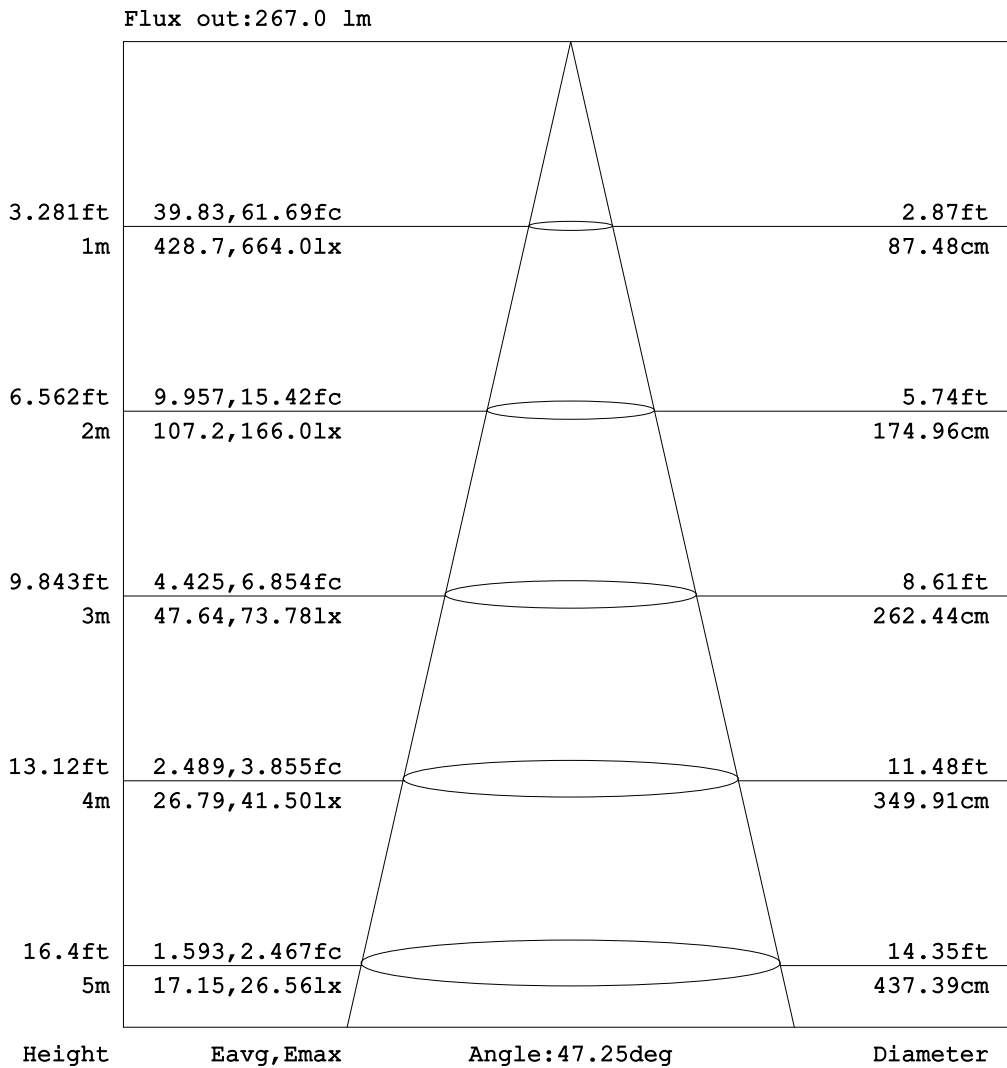 Flux out:267.0 lm
3.281ft 39.83,61.69fc 2.87ft
1m 428.7,664.0lx 87.48cm
6.562ft 9.957,15.42fc 5.74ft
2m 107.2,166.0lx 174.96cm
9.843ft 4.425,6.854fc 8.61ft
3m 47.64,73.78lx 262.44cm
13.12ft 2.489,3.855fc 11.48ft
4m 26.79,41.50lx 349.91cm
16.4ft 1.593,2.467fc 14.35ft
5m 17.15,26.56lx 437.39cm
Height Eavg,Emax Angle:47.25deg Diameter